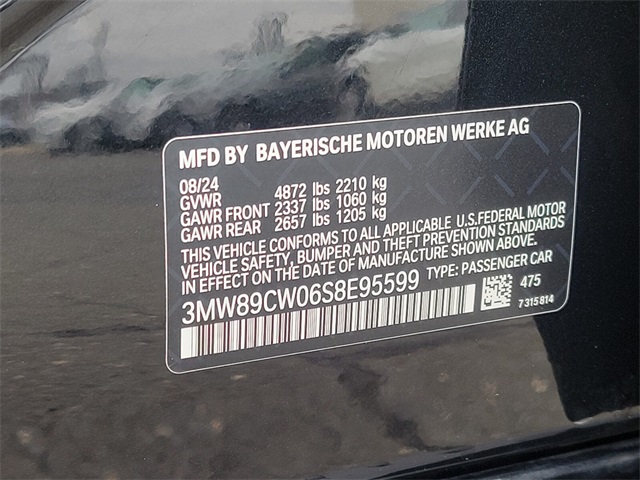 MFD BY BAYERISCHE MOTOREN WERKE AG
08/24
GVWR 4872 lbs 2210 kg
GAWR FRONT 2337 lbs 1060 kg
GAWR REAR 2657 lbs 1205 kg
THIS VEHICLE CONFORMS TO ALL APPLICABLE U.S.FEDERAL MOTOR
VEHICLE SAFETY, BUMPER AND THEFT PREVENTION STANDARDS
IN EFFECT ON THE DATE OF MANUFACTURE SHOWN ABOVE.
3MW89CW06S8E95599 TYPE: PASSENGER CAR
475
7315814